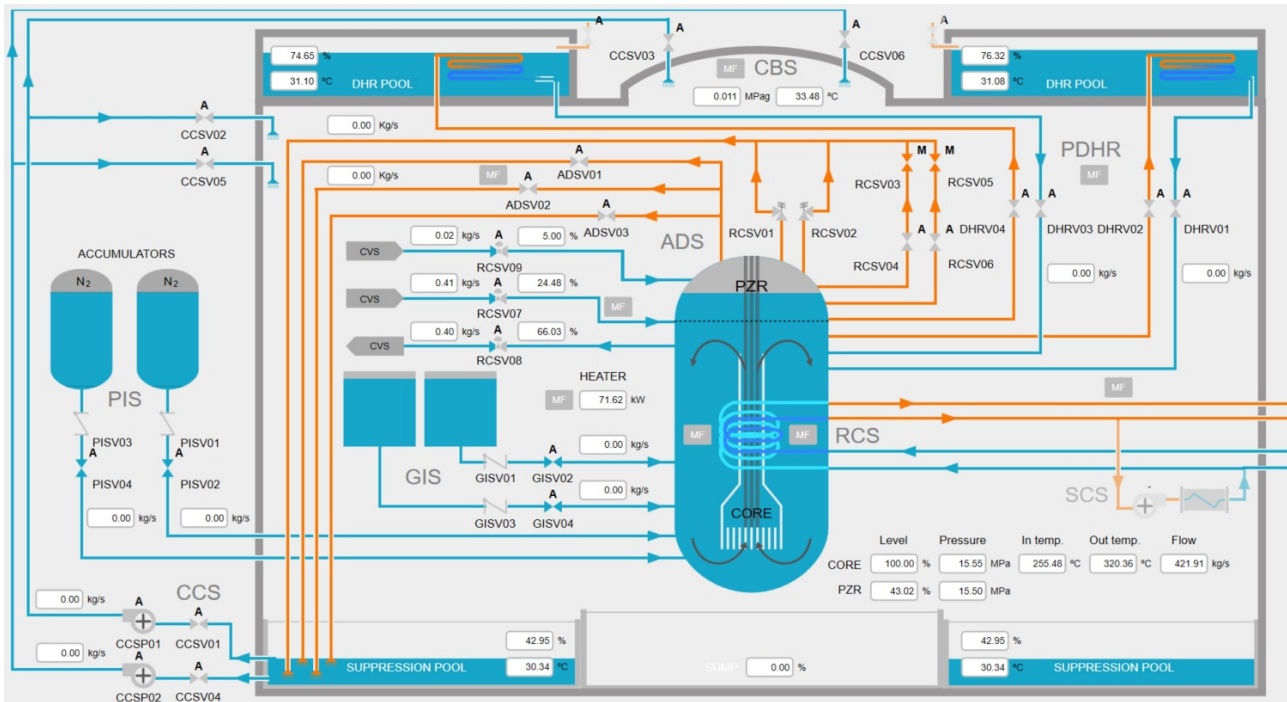 A
CCSV03
A
CCSV06
A
A
74.65 %
31.10 ºC
DHR POOL
MF CBS
0.011 MPag 33.48 ºC
76.32 %
31.08 ºC
DHR POOL
A
CCSV02
A
CCSV05
0.00 Kg/s
0.00 Kg/s
MF
A
ADSV01
A
ADSV02
A
ADSV03
ADS
RCSV01
RCSV02
M
RCSV03
M
RCSV05
A
RCSV04
A
RCSV06
PDHR
MF
A
DHRV04
A
DHRV03
A
DHRV02
A
DHRV01
0.00 kg/s
0.00 kg/s
ACCUMULATORS
N2
N2
PIS
PISV03
A
PISV04
PISV01
A
PISV02
0.00 kg/s
0.00 kg/s
CVS
0.02 kg/s
A
RCSV09
5.00 %
CVS
0.41 kg/s
A
RCSV07
24.48 %
MF
CVS
0.40 kg/s
A
RCSV08
66.03 %
HEATER
MF 71.62 kW
GIS
GISV01
A
GISV02
0.00 kg/s
GISV03
A
GISV04
0.00 kg/s
PZR
MF
MF
CORE
RCS
MF
SCS
-
Level Pressure In temp. Out temp. Flow
CORE 100.00 % 15.55 MPa 255.48 ºC 320.36 ºC 421.91 kg/s
PZR 43.02 % 15.50 MPa
CCS
0.00 kg/s
A
CCSP01
A
CCSV01
0.00 kg/s
A
CCSP02
A
CCSV04
42.95 %
SUPPRESSION POOL 30.34 ºC
SUMP 0.00 %
42.95 %
30.34 ºC SUPPRESSION POOL